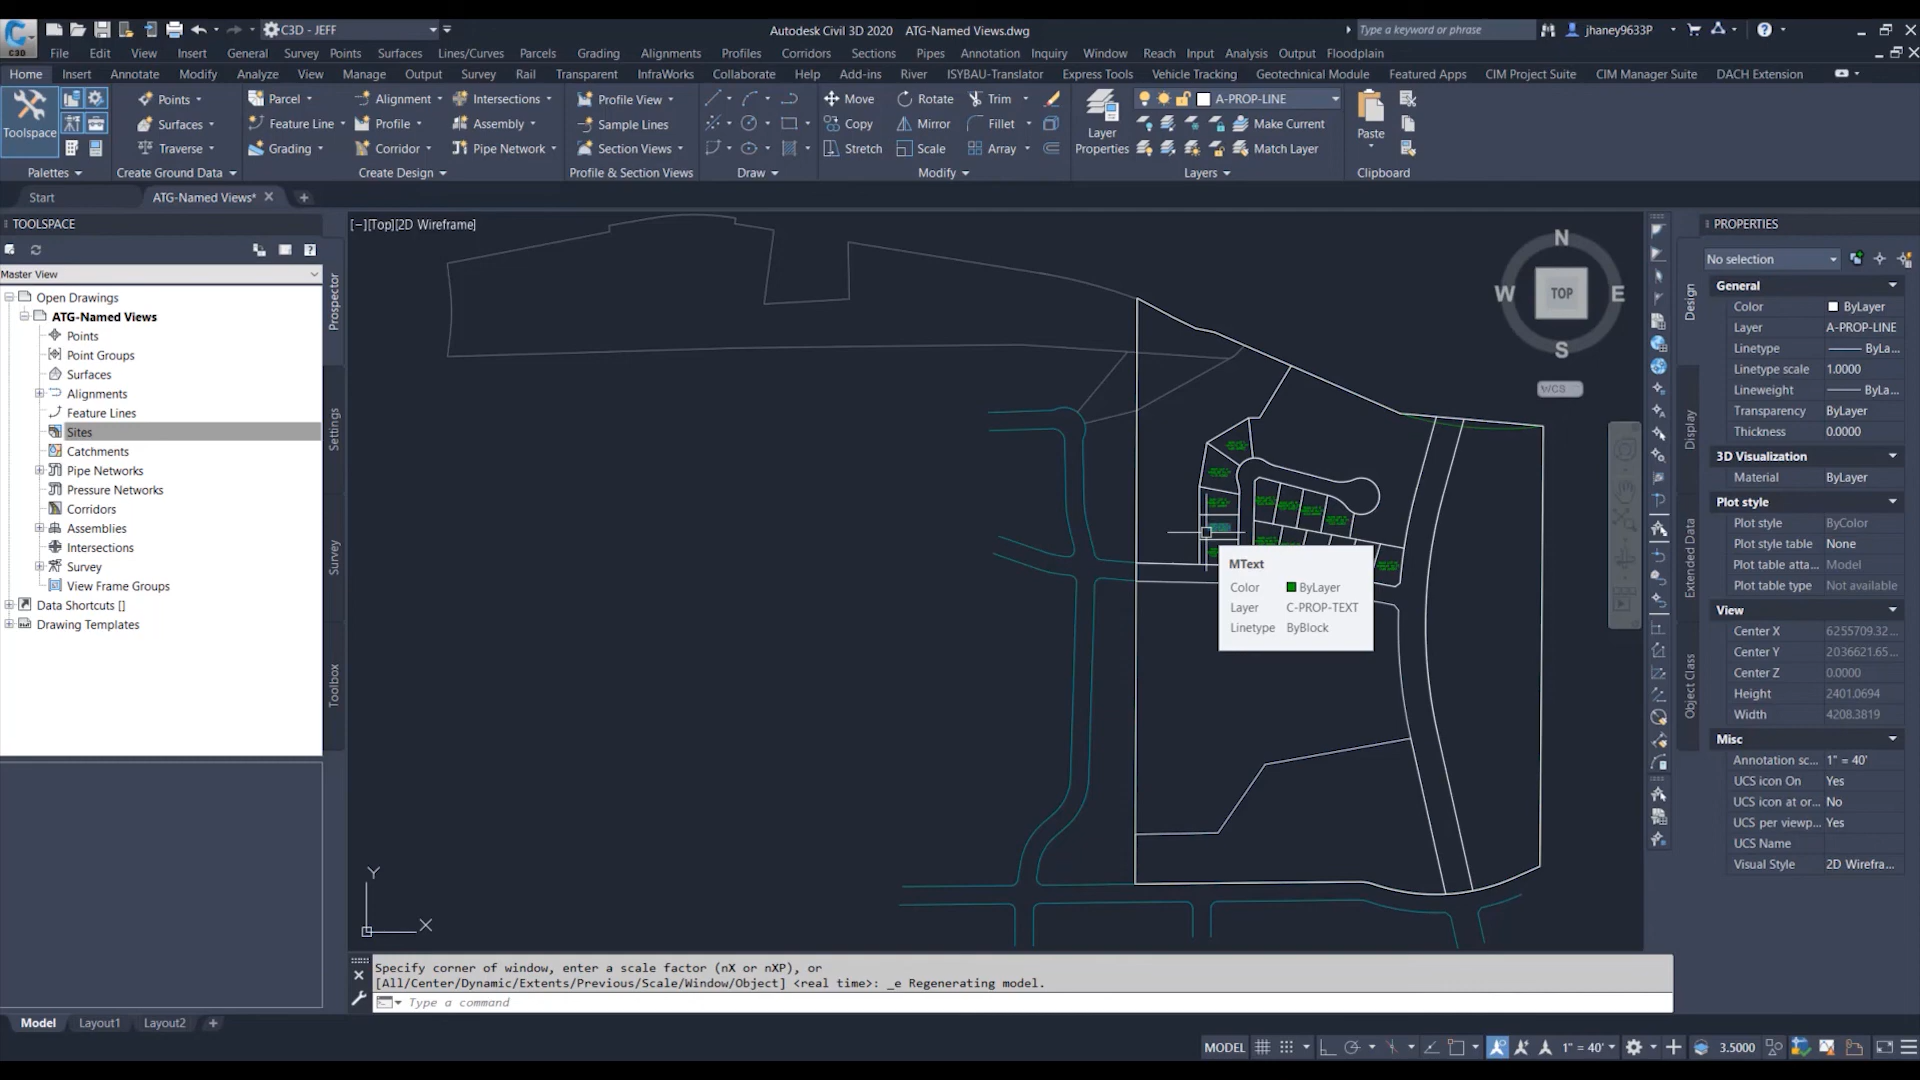 C3D
C3D - JEFF
Autodesk Civil 3D 2020 ATG-Named Views.dwg
Type a keyword or phrase
jhaney9633P
File Edit View Insert General Survey Points Surfaces Lines/Curves Parcels Grading Alignments Profiles Corridors Sections Pipes Annotation Inquiry Window Reach Input Analysis Output Floodplain
Home Insert Annotate Modify Analyze View Manage Output Survey Rail Transparent InfraWorks Collaborate Help Add-ins River ISYBAU-Translator Express Tools Vehicle Tracking Geotechnical Module Featured Apps CIM Project Suite CIM Manager Suite DACH Extension
Points Parcel Alignment Intersections Profile View Move Rotate Trim A-PROP-LINE
Toolspace Surfaces Feature Line Profile Assembly Sample Lines Copy Mirror Fillet Layer Properties Make Current Paste
Traverse Grading Corridor Pipe Network Section Views Stretch Scale Array Match Layer
Palettes Create Ground Data Create Design Profile & Section Views Draw Modify Layers Clipboard
Start ATG-Named Views*
TOOLSPACE
Master View
Open Drawings
ATG-Named Views
Points
Point Groups
Surfaces
Alignments
Feature Lines
Sites
Catchments
Pipe Networks
Pressure Networks
Corridors
Assemblies
Intersections
Survey
View Frame Groups
Data Shortcuts []
Drawing Templates
Prospector
Settings
Survey
Toolbox
[−][Top][2D Wireframe]
N
W TOP E
S
WCS
MText
Color ByLayer
Layer C-PROP-TEXT
Linetype ByBlock
Y
X
PROPERTIES
No selection
Design
Display
Extended Data
Object Class
General
Color ByLayer
Layer A-PROP-LINE
Linetype ByLa...
Linetype scale 1.0000
Lineweight ByLa...
Transparency ByLayer
Thickness 0.0000
3D Visualization
Material ByLayer
Plot style
Plot style ByColor
Plot style table None
Plot table atta... Model
Plot table type Not available
View
Center X 6255709.32...
Center Y 2036621.65...
Center Z 0.0000
Height 2401.0694
Width 4208.3819
Misc
Annotation sc... 1" = 40'
UCS icon On Yes
UCS icon at or... No
UCS per viewp... Yes
UCS Name
Visual Style 2D Wirefra...
Specify corner of window, enter a scale factor (nX or nXP), or
[All/Center/Dynamic/Extents/Previous/Scale/Window/Object] <real time>: _e Regenerating model.
Type a command
Model Layout1 Layout2
MODEL 1" = 40' 3.5000